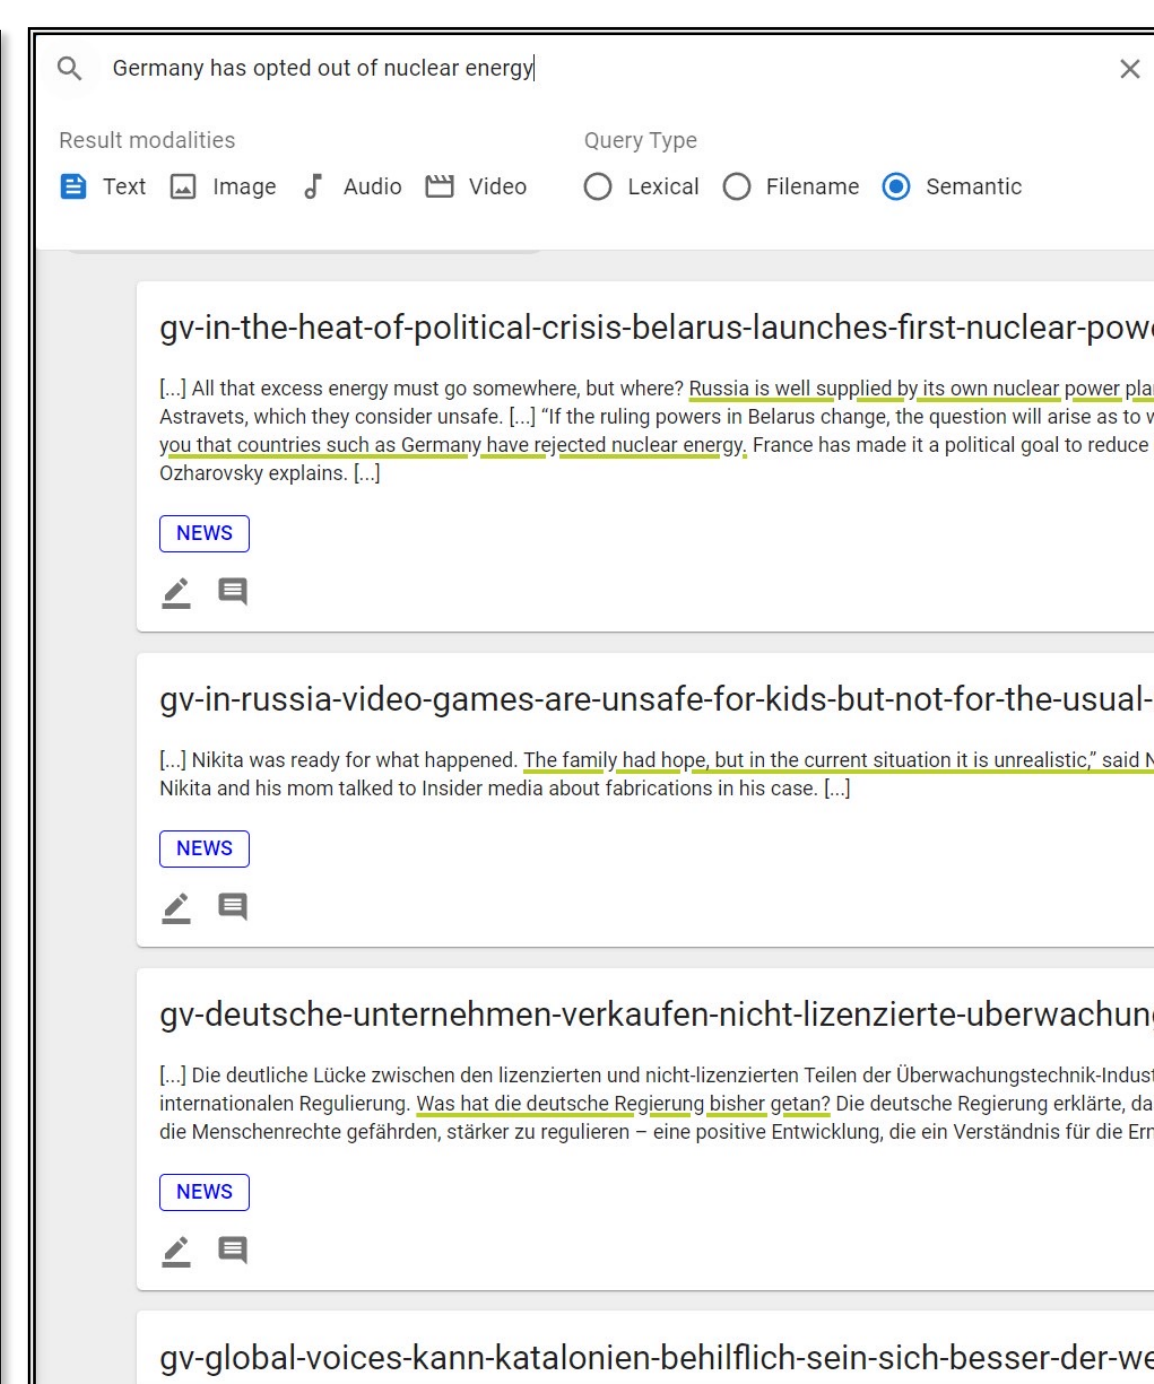 Germany has opted out of nuclear energy
Result modalities
Query Type
Text Image Audio Video
Lexical Filename Semantic
gv-in-the-heat-of-political-crisis-belarus-launches-first-nuclear-powe
[...] All that excess energy must go somewhere, but where? Russia is well supplied by its own nuclear power plan
Astravets, which they consider unsafe. [...] “If the ruling powers in Belarus change, the question will arise as to w
you that countries such as Germany have rejected nuclear energy. France has made it a political goal to reduce
Ozharovsky explains. [...]
NEWS
gv-in-russia-video-games-are-unsafe-for-kids-but-not-for-the-usual-
[...] Nikita was ready for what happened. The family had hope, but in the current situation it is unrealistic,” said N
Nikita and his mom talked to Insider media about fabrications in his case. [...]
NEWS
gv-deutsche-unternehmen-verkaufen-nicht-lizenzierte-uberwachung
[...] Die deutliche Lücke zwischen den lizenzierten und nicht-lizenzierten Teilen der Überwachungstechnik-Indust
internationalen Regulierung. Was hat die deutsche Regierung bisher getan? Die deutsche Regierung erklärte, da
die Menschenrechte gefährden, stärker zu regulieren – eine positive Entwicklung, die ein Verständnis für die Ern
NEWS
gv-global-voices-kann-katalonien-behilflich-sein-sich-besser-der-we